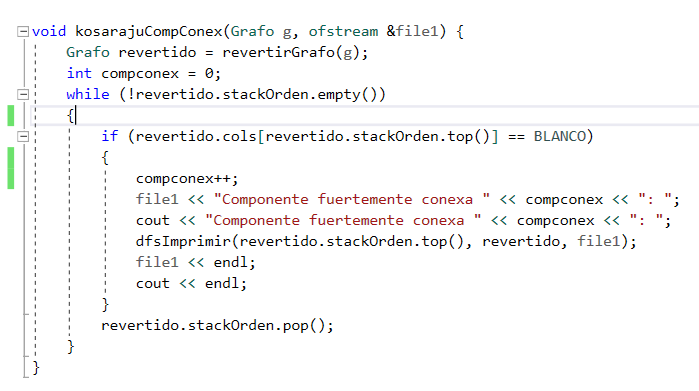 void kosarajuCompConex(Grafo g, ofstream &file1) {
    Grafo revertido = revertirGrafo(g);
    int compconex = 0;
    while (!revertido.stackOrden.empty())
    {
        if (revertido.cols[revertido.stackOrden.top()] == BLANCO)
        {
            compconex++;
            file1 << "Componente fuertemente conexa " << compconex << ": ";
            cout << "Componente fuertemente conexa " << compconex << ": ";
            dfsImprimir(revertido.stackOrden.top(), revertido, file1);
            file1 << endl;
            cout << endl;
        }
        revertido.stackOrden.pop();
    }
}